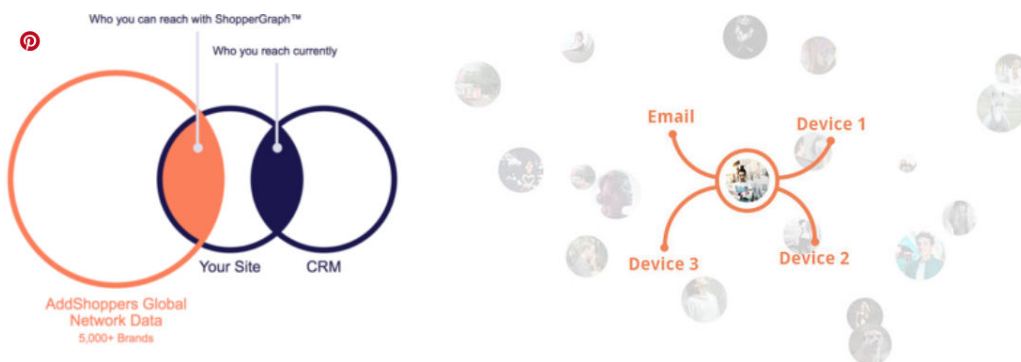 Who you can reach with ShopperGraph™
Who you reach currently
Your Site
CRM
AddShoppers Global
Network Data
5,000+ Brands
Email
Device 1
Device 3
Device 2